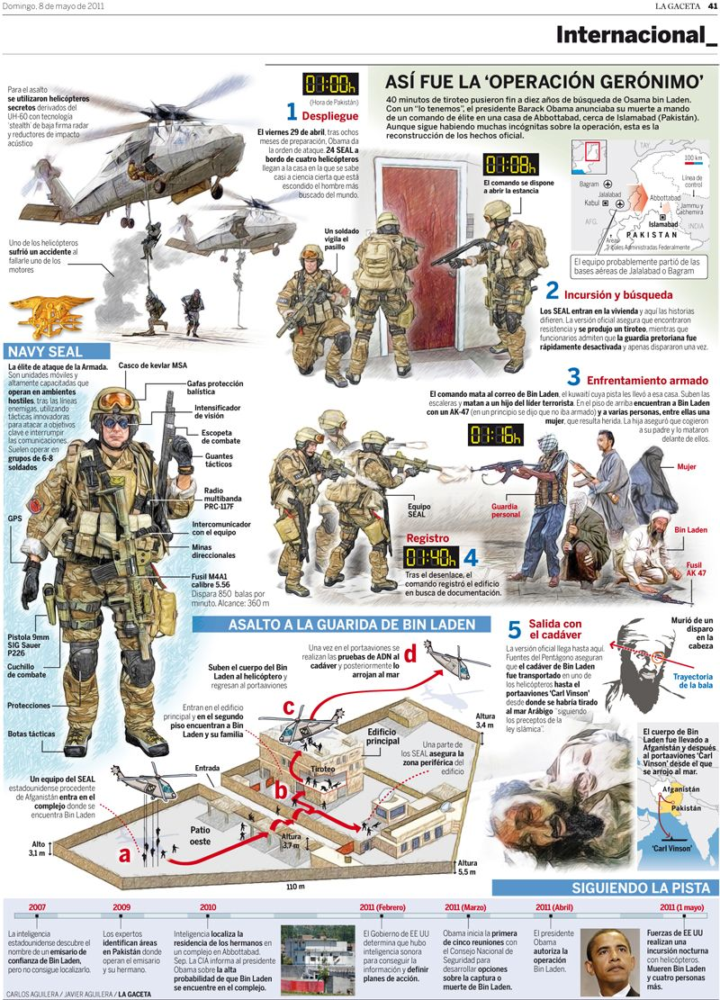 Domingo. 8 de mayo de 2011
LA GACETA 41
Internacional_
Para el asalto
se utilizaron helicópteros
secretos derivados del
UH-60 con tecnología
'stealth' de baja firma radar
y reductores de impacto
acústico
Uno de los helicópteros
sufrió un accidente al
fallarle uno de los
motores
01:00h
(Hora de Pakistán)
1 Despliegue
El viernes 29 de abril, tras ocho
meses de preparación, Obama da
la orden de ataque. 24 SEAL a
bordo de cuatro helicópteros
llegan a la casa en la que se sabe
casi a ciencia cierta que está
escondido el hombre más
buscado del mundo.
ASÍ FUE LA 'OPERACIÓN GERÓNIMO'
40 minutos de tiroteo pusieron fin a diez años de búsqueda de Osama bin Laden.
Con un "lo tenemos", el presidente Barack Obama anunciaba su muerte a mando
de un comando de élite en una casa de Abbottabad, cerca de Islamabad (Pakistán).
Aunque sigue habiendo muchas incógnitas sobre la operación, esta es la
reconstrucción de los hechos oficial.
01:08h
El comando se dispone
a abrir la estancia
Un soldado
vigila el
pasillo
TAY.
100 km
Línea de
control
Bagram
Jalalabad
Kabul
Abbottabad
Jammu y
Cachemira
Islamabad
AFG.
INDIA
PAKISTÁN
Áreas
Tribales Administradas Federalmente
El equipo probablemente partió de las
bases aéreas de Jalalabad o Bagram
2 Incursión y búsqueda
Los SEAL entran en la vivienda y aquí las historias
difieren. La versión oficial asegura que encontraron
resistencia y se produjo un tiroteo, mientras que
funcionarios admiten que la guardia pretoriana fue
rápidamente desactivada y apenas dispararon una vez.
3 Enfrentamiento armado
El comando mata al correo de Bin Laden, el kuwaití cuya pista les llevó a esa casa. Suben las
escaleras y matan a un hijo del líder terrorista. En el piso de arriba encuentran a Bin Laden
con un AK-47 (en un principio se dijo que no iba armado) y a varias personas, entre ellas una
mujer, que resulta herida. La hija aseguró que cogieron
a su padre y lo mataron
delante de ellos.
01:16h
Equipo
SEAL
Guardia
personal
Mujer
Bin Laden
Fusil
AK 47
Registro
01:40h 4
Tras el desenlace, el
comando registró el edificio
en busca de documentación.
NAVY SEAL
La élite de ataque de la Armada.
Son unidades móviles y
altamente capacitadas que
operan en ambientes
hostiles, tras las líneas
enemigas, utilizando
tácticas innovadoras
para atacar a objetivos
clave e interrumpir
las comunicaciones.
Suelen operar en
grupos de 6-8
soldados
Casco de kevlar MSA
Gafas protección
balística
Intensificador
de visión
Escopeta
de combate
Guantes
tácticos
Radio
multibanda
PRC-117F
Intercomunicador
con el equipo
Minas
direccionales
Fusil M4A1
calibre 5.56
Dispara 850 balas por
minuto. Alcance: 360 m
GPS
Pistola 9mm
SIG Sauer
P226
Cuchillo
de combate
Protecciones
Botas tácticas
ASALTO A LA GUARIDA DE BIN LADEN
Una vez en el portaaviones se
realizan las pruebas de ADN al
cadáver y posteriormente lo
arrojan al mar
d
Suben el cuerpo del Bin
Laden al helicóptero y
regresan al portaaviones
c
Entran en el edificio
principal y en el segundo
piso encuentran a Bin
Laden y su familia
b
Edificio
principal
Altura
3,4 m
Una parte de
los SEAL asegura la
zona periférica del
edificio
Tiroteo
Entrada
Un equipo del SEAL
estadounidense procedente
de Afganistán entra en el
complejo donde se
encuentra Bin Laden
a
Patio
oeste
Altura
3,7 m
Alto
3,1 m
Altura
5,5 m
110 m
5 Salida con
el cadáver
La versión oficial llega hasta aquí.
Fuentes del Pentágono aseguran
que el cadáver de Bin Laden
fue transportado en uno de
los helicópteros hasta el
portaaviones 'Carl Vinson'
desde donde se habría tirado
al mar Arábigo "siguiendo
los preceptos de la
ley islámica".
Murió de un
disparo
en la
cabeza
Trayectoria
de la bala
El cuerpo de Bin
Laden fue llevado a
Afganistán y después
al portaaviones 'Carl
Vinson' desde el que
se arrojo al mar.
Afganistán
Pakistán
'Carl Vinson'
SIGUIENDO LA PISTA
2007
La inteligencia
estadounidense descubre el
nombre de un emisario de
confianza de Bin Laden,
pero no consigue localizarlo.
2009
Los expertos
identifican áreas
en Pakistán donde
operan el emisario
y su hermano.
2010
Inteligencia localiza la
residencia de los hermanos en
un complejo en Abbottabad.
Sep. La CIA informa al presidente
Obama sobre la alta
probabilidad de que Bin Laden
se encuentre en el complejo.
2011 (Febrero)
El Gobierno de EE UU
determina que hubo
inteligencia sonora
para conseguir la
información y definir
planes de acción.
2011 (Marzo)
Obama inicia la primera
de cinco reuniones con
el Consejo Nacional de
Seguridad para
desarrollar opciones
sobre la captura o
muerte de Bin Laden.
2011 (Abril)
El presidente
Obama
autoriza la
operación
Bin Laden.
2011 (1 mayo)
Fuerzas de EE UU
realizan una
incursión nocturna
con helicópteros.
Mueren Bin Laden
y cuatro personas
más.
CARLOS AGUILERA / JAVIER AGUILERA / LA GACETA